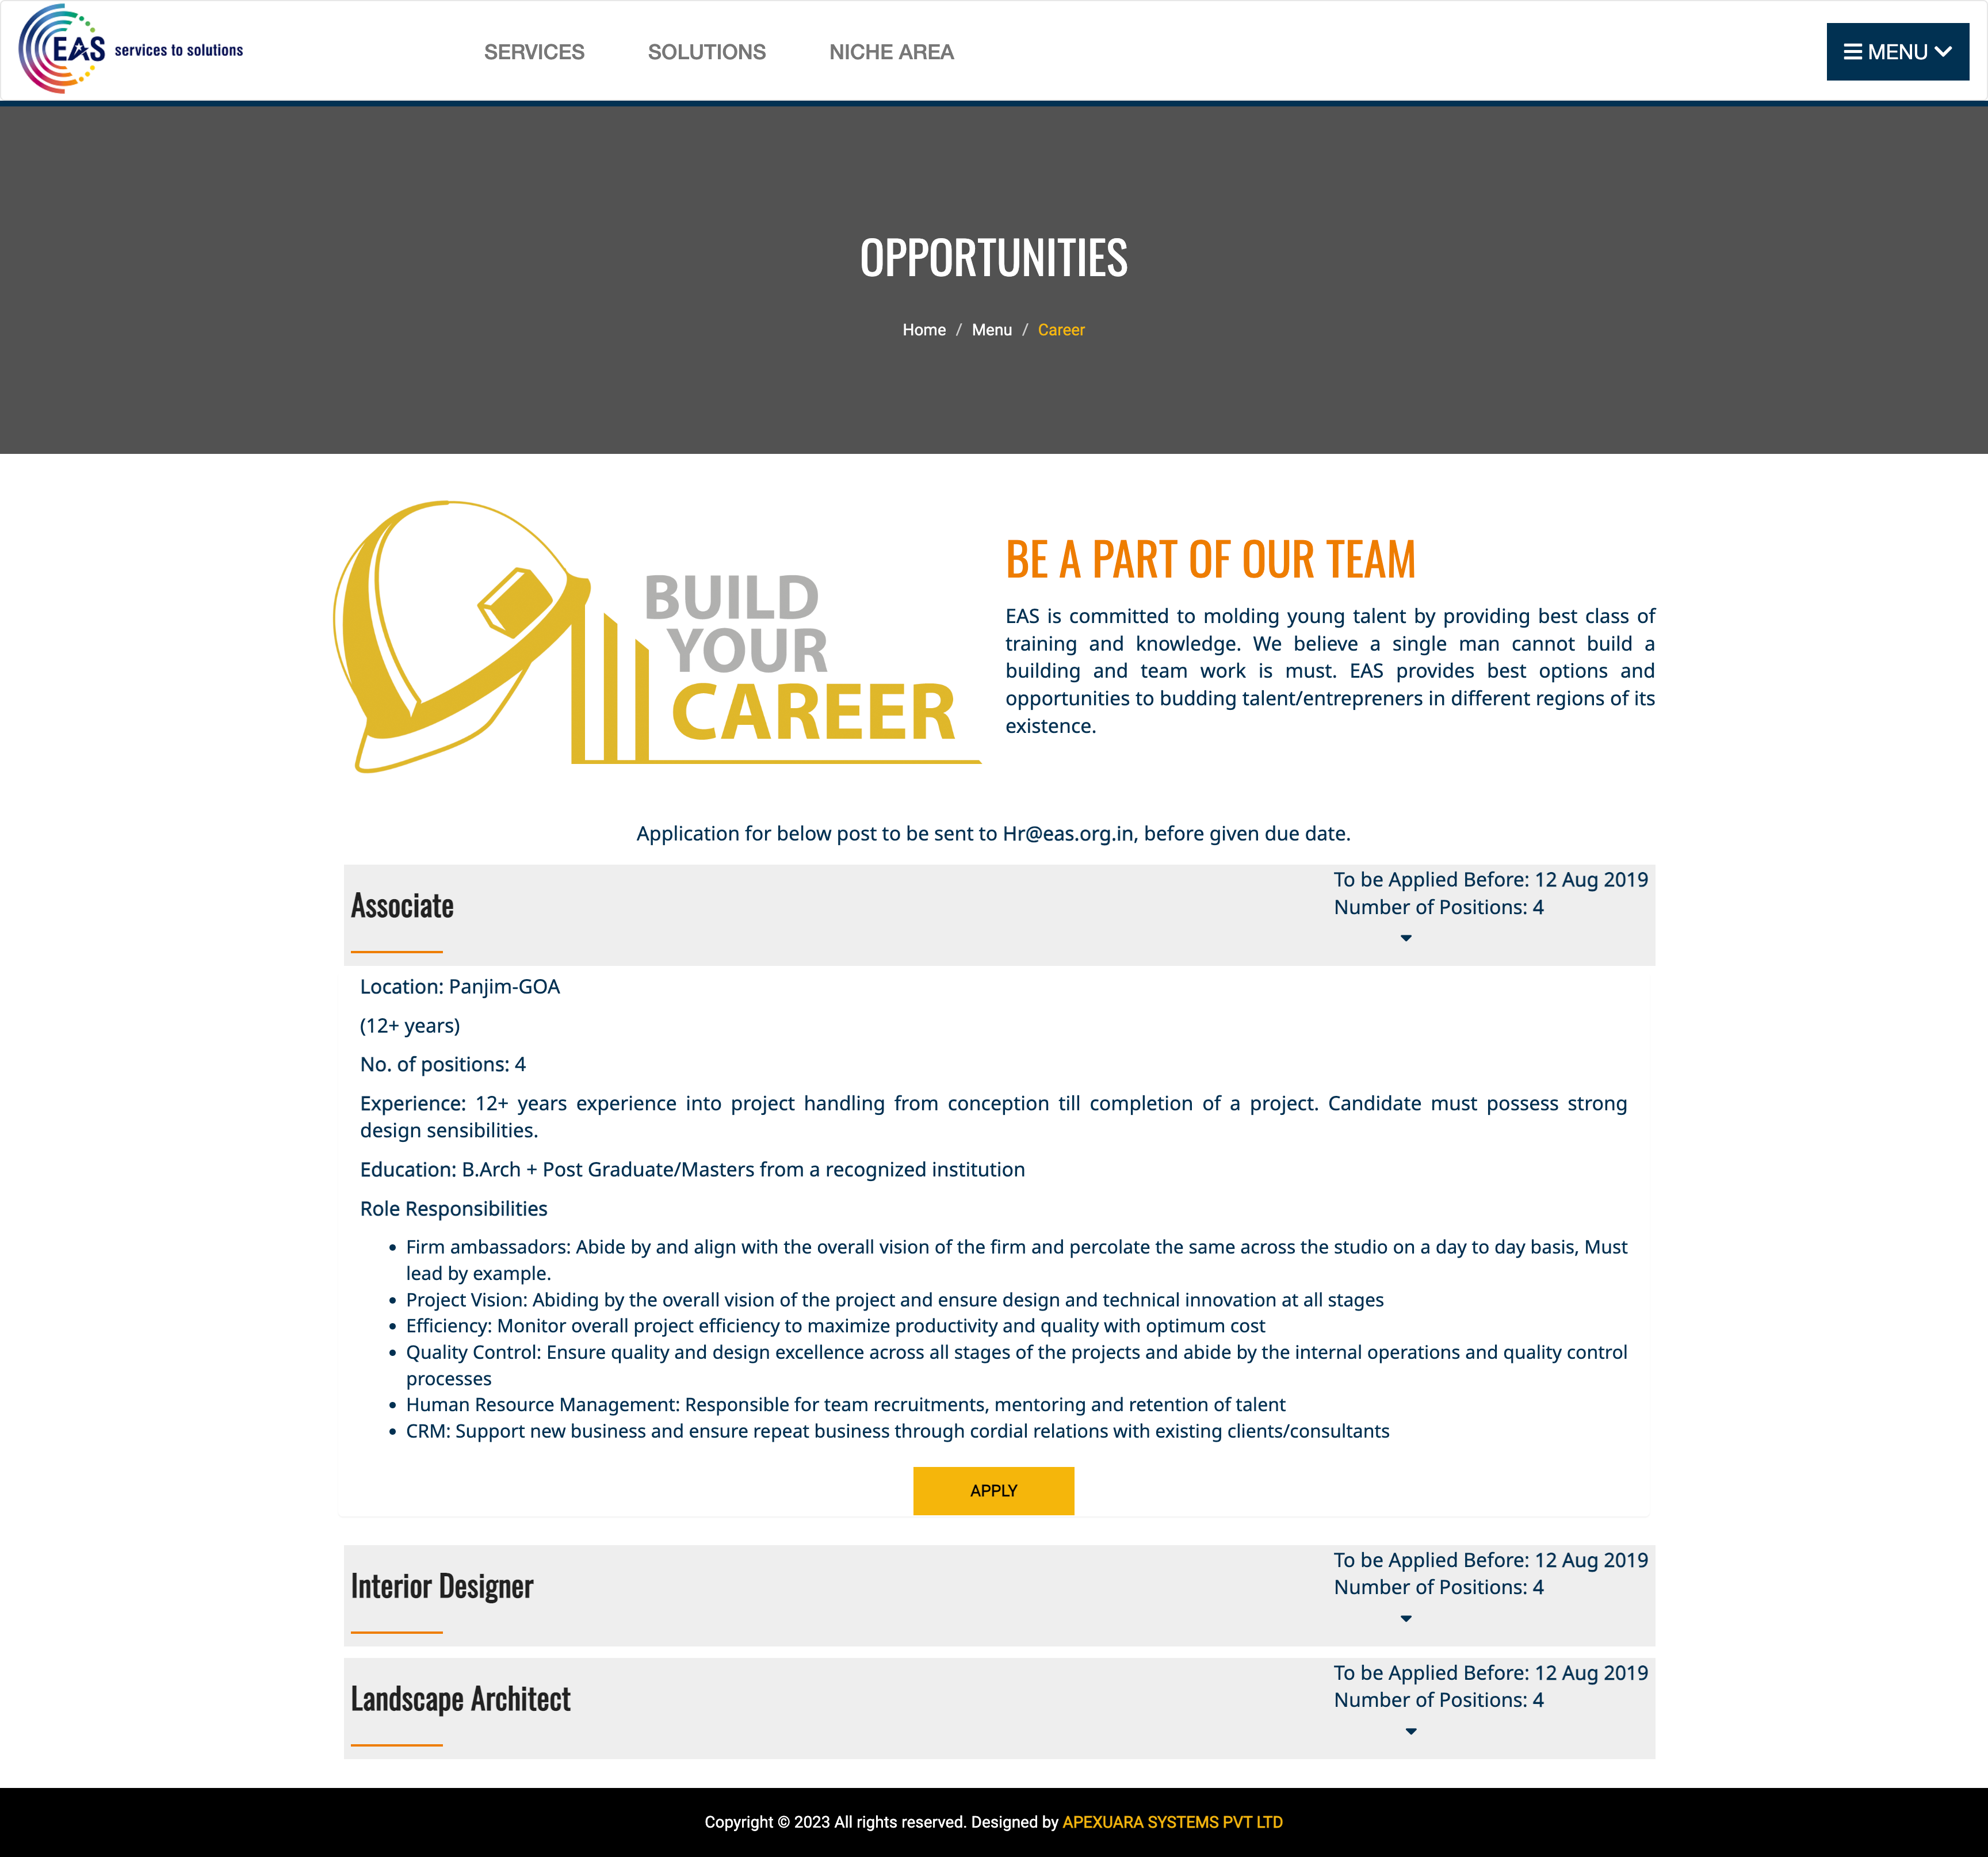 EAS services to solutions
SERVICES SOLUTIONS NICHE AREA
MENU
OPPORTUNITIES
Home / Menu / Career
BUILD
YOUR
CAREER
BE A PART OF OUR TEAM
EAS is committed to molding young talent by providing best class of
training and knowledge. We believe a single man cannot build a
building and team work is must. EAS provides best options and
opportunities to budding talent/entrepreners in different regions of its
existence.
Application for below post to be sent to Hr@eas.org.in, before given due date.
Associate
To be Applied Before: 12 Aug 2019
Number of Positions: 4
Location: Panjim-GOA
(12+ years)
No. of positions: 4
Experience: 12+ years experience into project handling from conception till completion of a project. Candidate must possess strong
design sensibilities.
Education: B.Arch + Post Graduate/Masters from a recognized institution
Role Responsibilities
• Firm ambassadors: Abide by and align with the overall vision of the firm and percolate the same across the studio on a day to day basis, Must
lead by example.
• Project Vision: Abiding by the overall vision of the project and ensure design and technical innovation at all stages
• Efficiency: Monitor overall project efficiency to maximize productivity and quality with optimum cost
• Quality Control: Ensure quality and design excellence across all stages of the projects and abide by the internal operations and quality control
processes
• Human Resource Management: Responsible for team recruitments, mentoring and retention of talent
• CRM: Support new business and ensure repeat business through cordial relations with existing clients/consultants
APPLY
Interior Designer
To be Applied Before: 12 Aug 2019
Number of Positions: 4
Landscape Architect
To be Applied Before: 12 Aug 2019
Number of Positions: 4
Copyright © 2023 All rights reserved. Designed by APEXUARA SYSTEMS PVT LTD